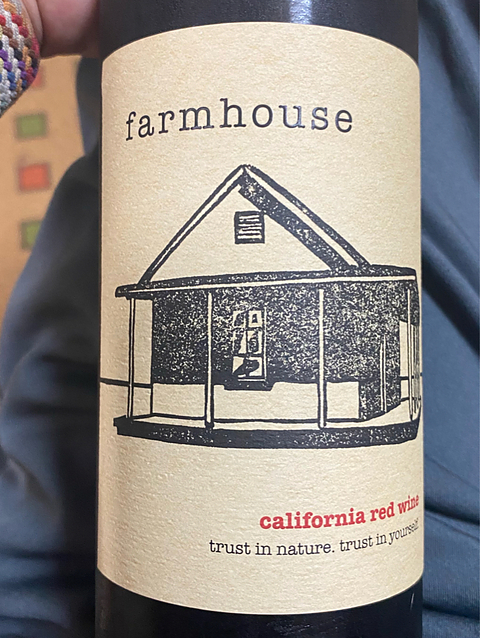 farmhouse
california red wine
trust in nature. trust in yourself.